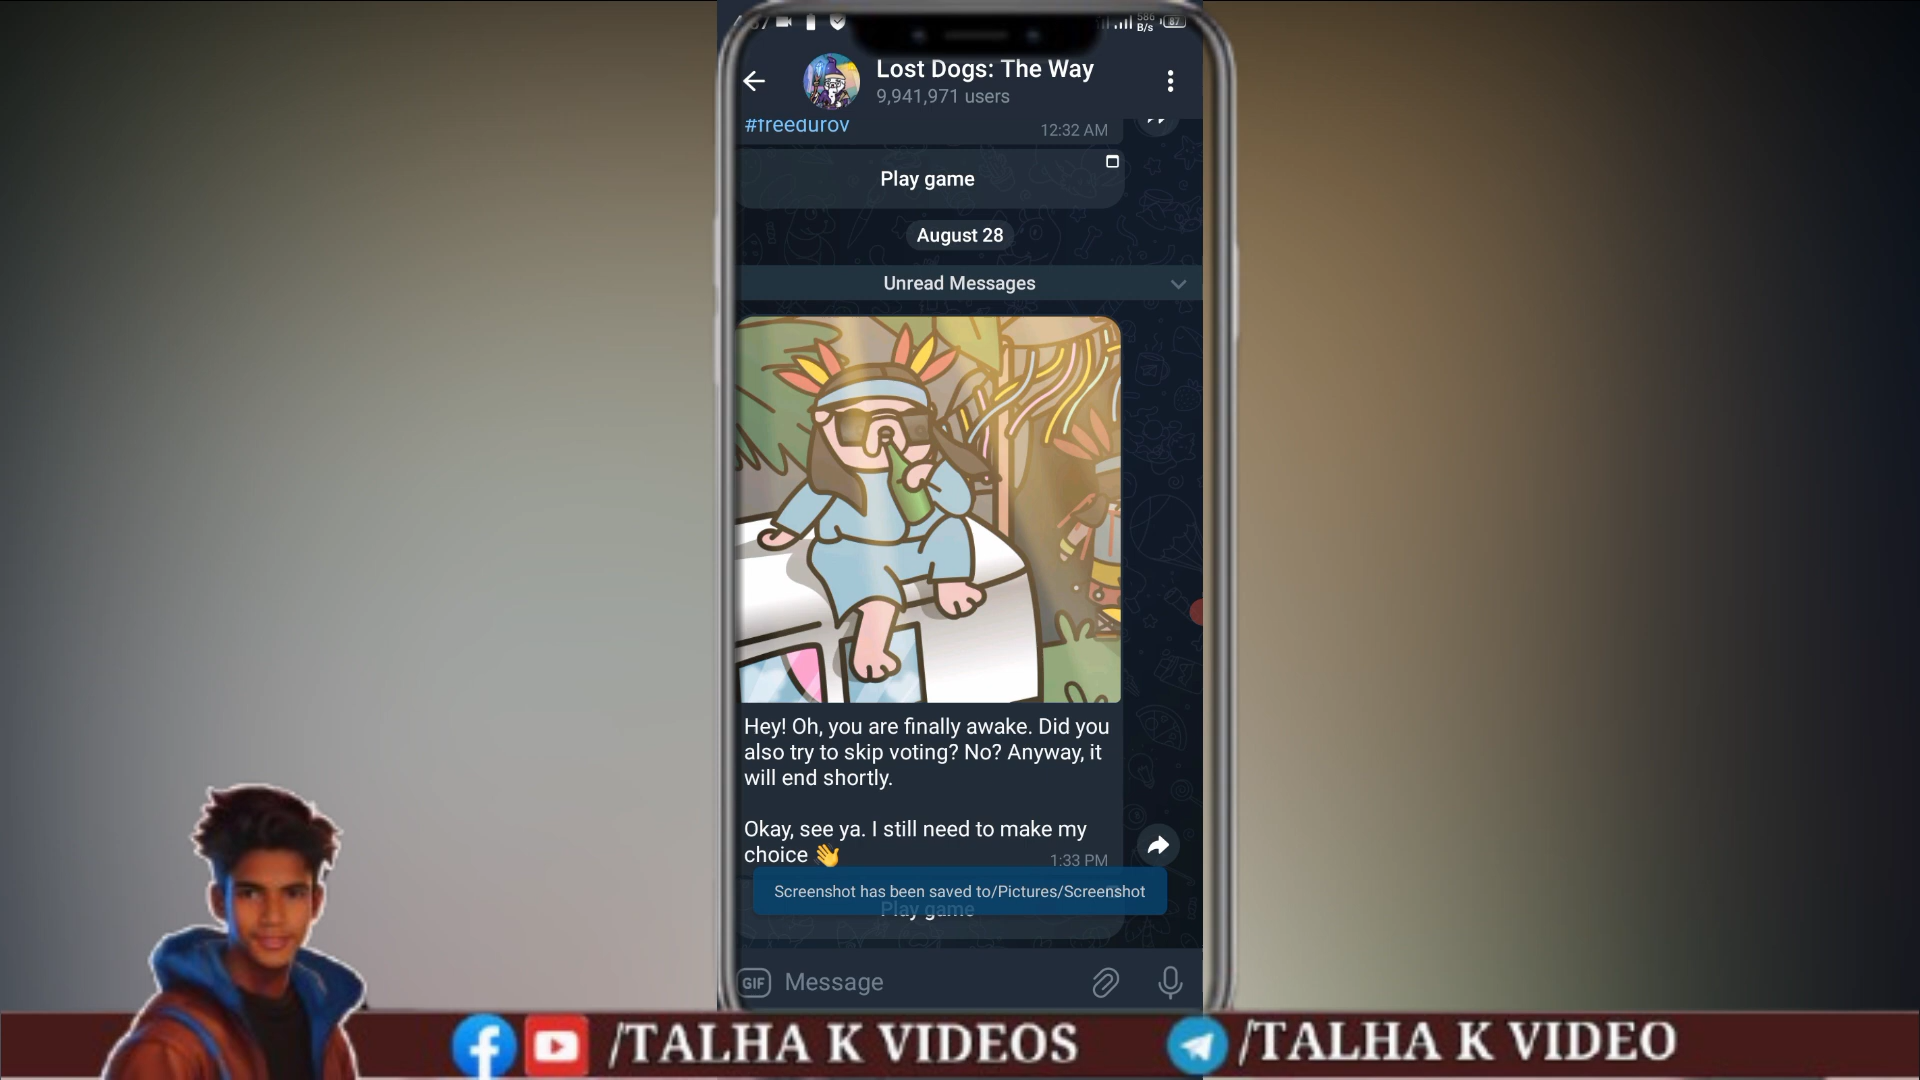 586
B/s
87
Lost Dogs: The Way
9,941,971 users
#freedurov
12:32 AM
Play game
August 28
Unread Messages
Hey! Oh, you are finally awake. Did you
also try to skip voting? No? Anyway, it
will end shortly.
Okay, see ya. I still need to make my
choice 👋
1:33 PM
Screenshot has been saved to/Pictures/Screenshot
Play game
GIF
Message
/TALHA K VIDEOS
/TALHA K VIDEO